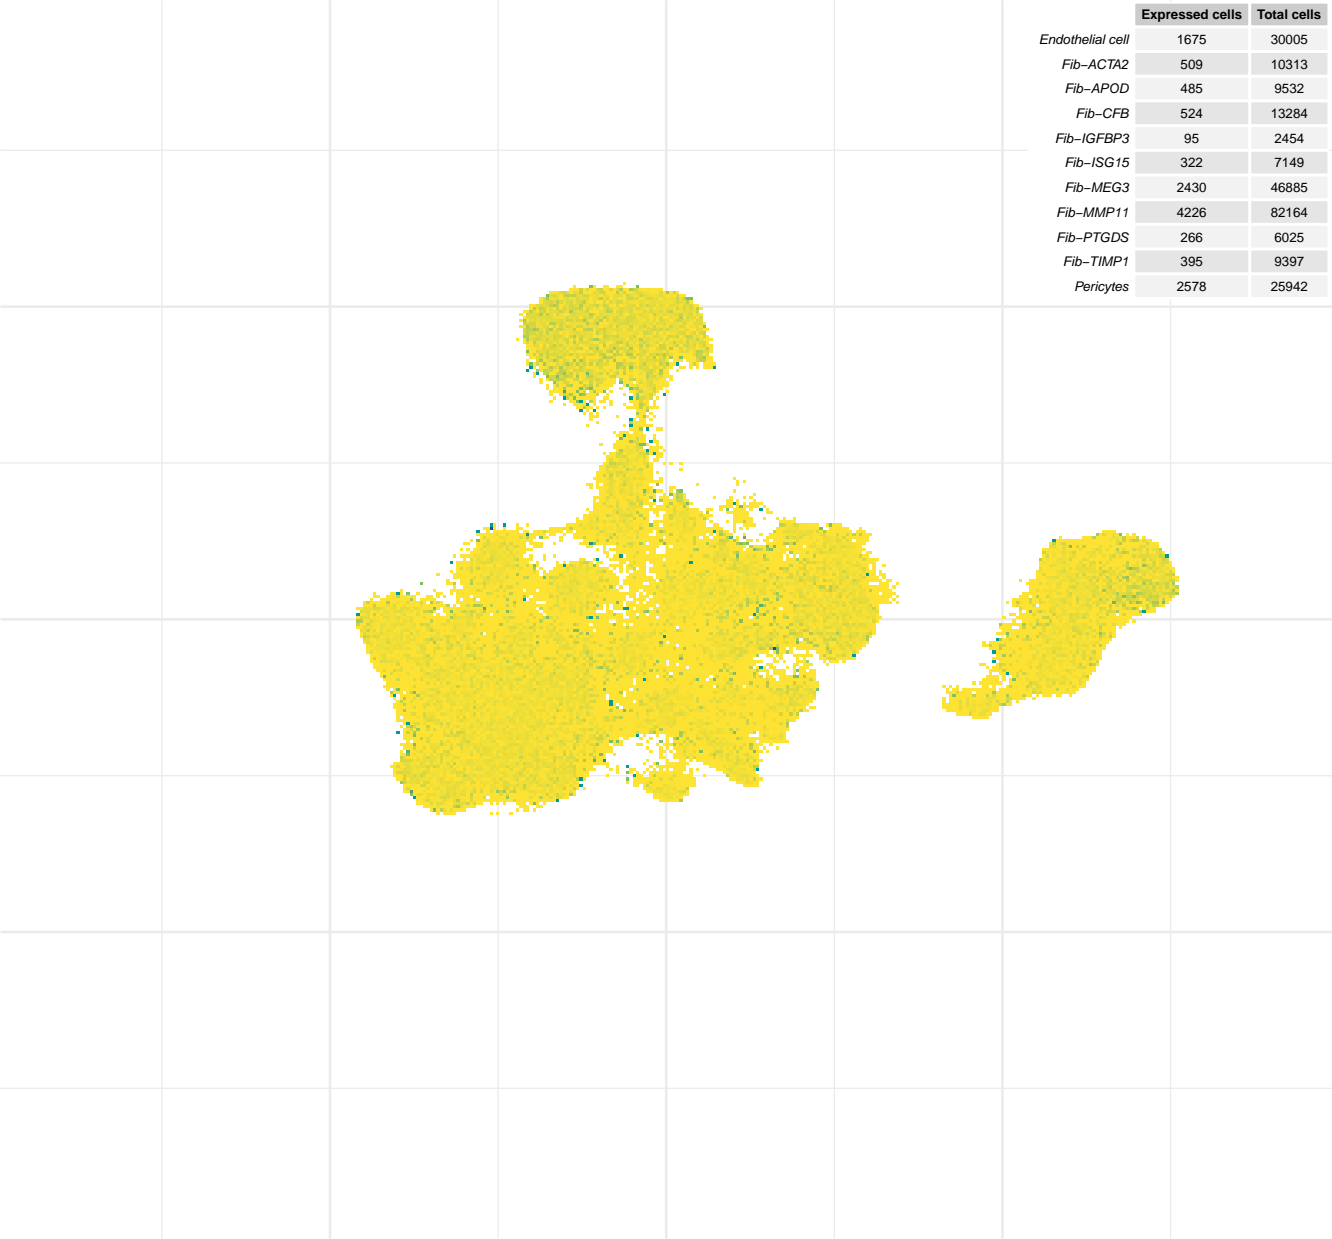 Expressed cells Total cells
Endothelial cell 1675 30005
Fib−ACTA2 509 10313
Fib−APOD 485 9532
Fib−CFB 524 13284
Fib−IGFBP3 95 2454
Fib−ISG15 322 7149
Fib−MEG3 2430 46885
Fib−MMP11 4226 82164
Fib−PTGDS 266 6025
Fib−TIMP1 395 9397
Pericytes 2578 25942